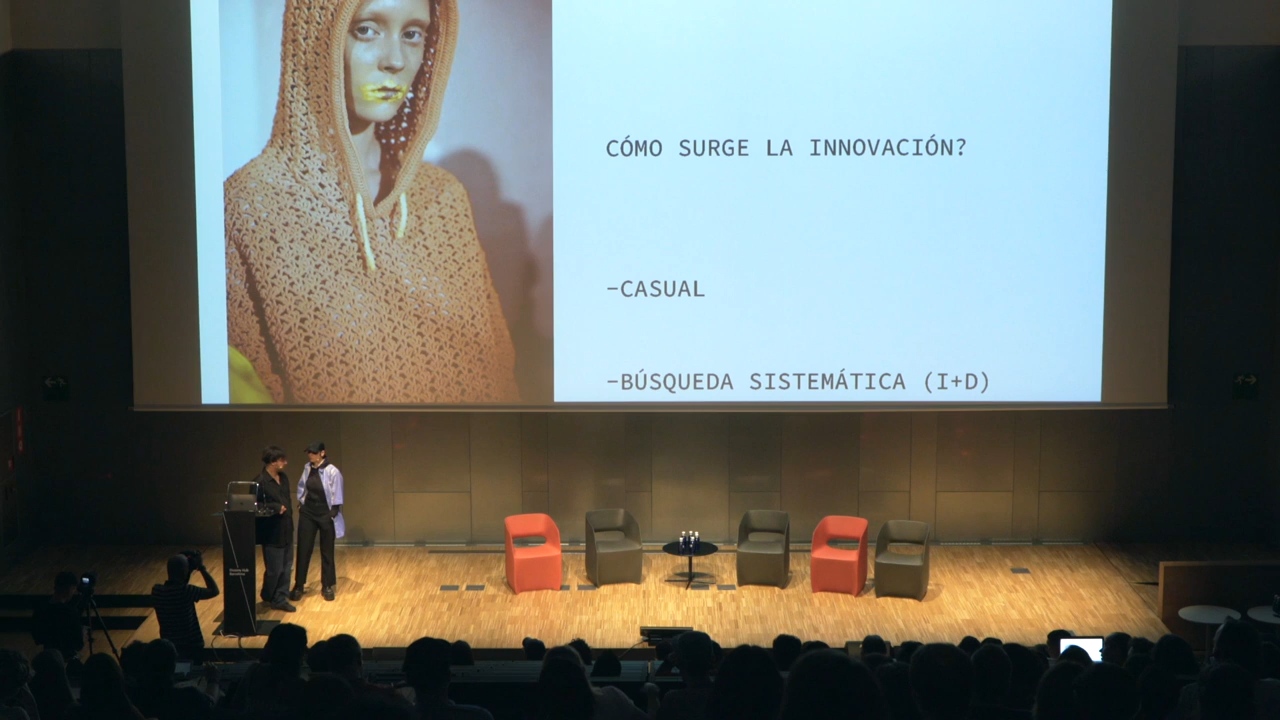 CÓMO SURGE LA INNOVACIÓN?
-CASUAL
-BÚSQUEDA SISTEMÁTICA (I+D)